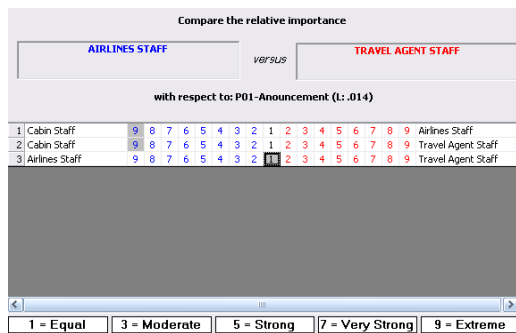 Compare the relative importance
AIRLINES STAFF
versus
TRAVEL AGENT STAFF
with respect to: P01-Anouncement (L: .014)
1 Cabin Staff 9 8 7 6 5 4 3 2 1 2 3 4 5 6 7 8 9 Airlines Staff
2 Cabin Staff 9 8 7 6 5 4 3 2 1 2 3 4 5 6 7 8 9 Travel Agent Staff
3 Airlines Staff 9 8 7 6 5 4 3 2 1 2 3 4 5 6 7 8 9 Travel Agent Staff
1 = Equal 3 = Moderate 5 = Strong 7 = Very Strong 9 = Extreme